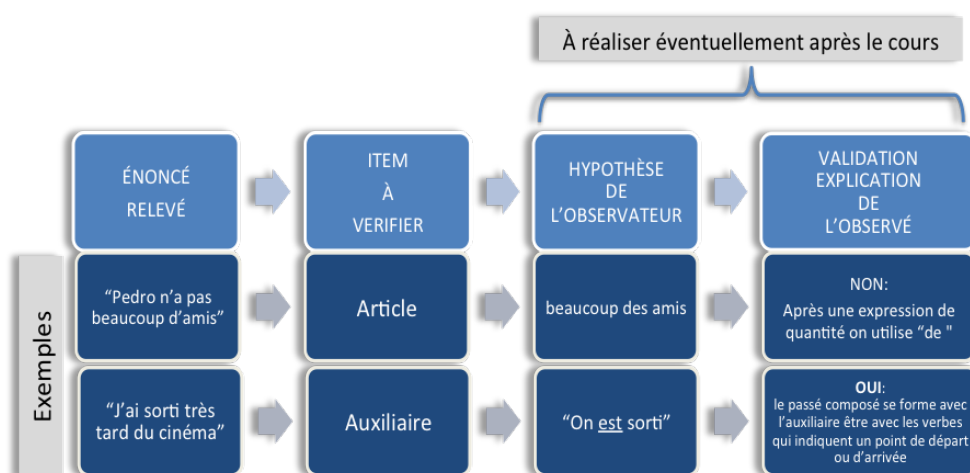 À réaliser éventuellement après le cours
ÉNONCÉ
RELEVÉ
ITEM
À
VERIFIER
HYPOTHÈSE
DE
L'OBSERVATEUR
VALIDATION
EXPLICATION
DE
L'OBSERVÉ
Exemples
“Pedro n'a pas
beaucoup d'amis”
Article
beaucoup des amis
NON:
Après une expression de
quantité on utilise “de "
“J'ai sorti très
tard du cinéma”
Auxiliaire
“On est sorti”
OUI:
le passé composé se forme avec
l'auxiliaire être avec les verbes
qui indiquent un point de départ
ou d'arrivée